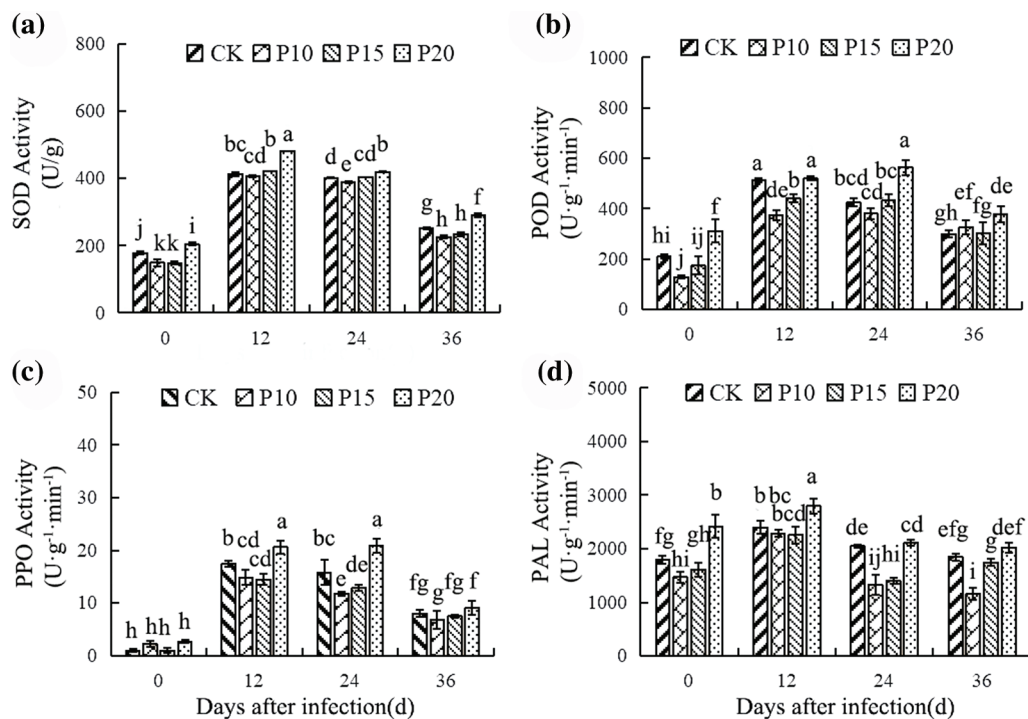 (a)
800
CK P10 P15 P20
600
400
200
0
SOD Activity
(U/g)
j kk i
bc cd b a
d e cd b
g h h f
0 12 24 36
(b)
1000
CK P10 P15 P20
800
600
400
200
0
POD Activity
(U·g⁻¹·min⁻¹)
hi j ij f
a de b a
bcd cd bc a
gh ef fg de
0 12 24 36
(c)
50
CK P10 P15 P20
40
30
20
10
0
PPO Activity
(U·g⁻¹·min⁻¹)
h hh h
b cd cd a
bc e de a
fg g fg f
0 12 24 36
Days after infection(d)
(d)
5000
CK P10 P15 P20
4000
3000
2000
1000
0
PAL Activity
(U·g⁻¹·min⁻¹)
fg hi gh b
b bc bcd a
de ij hi cd
efg i g def
0 12 24 36
Days after infection(d)